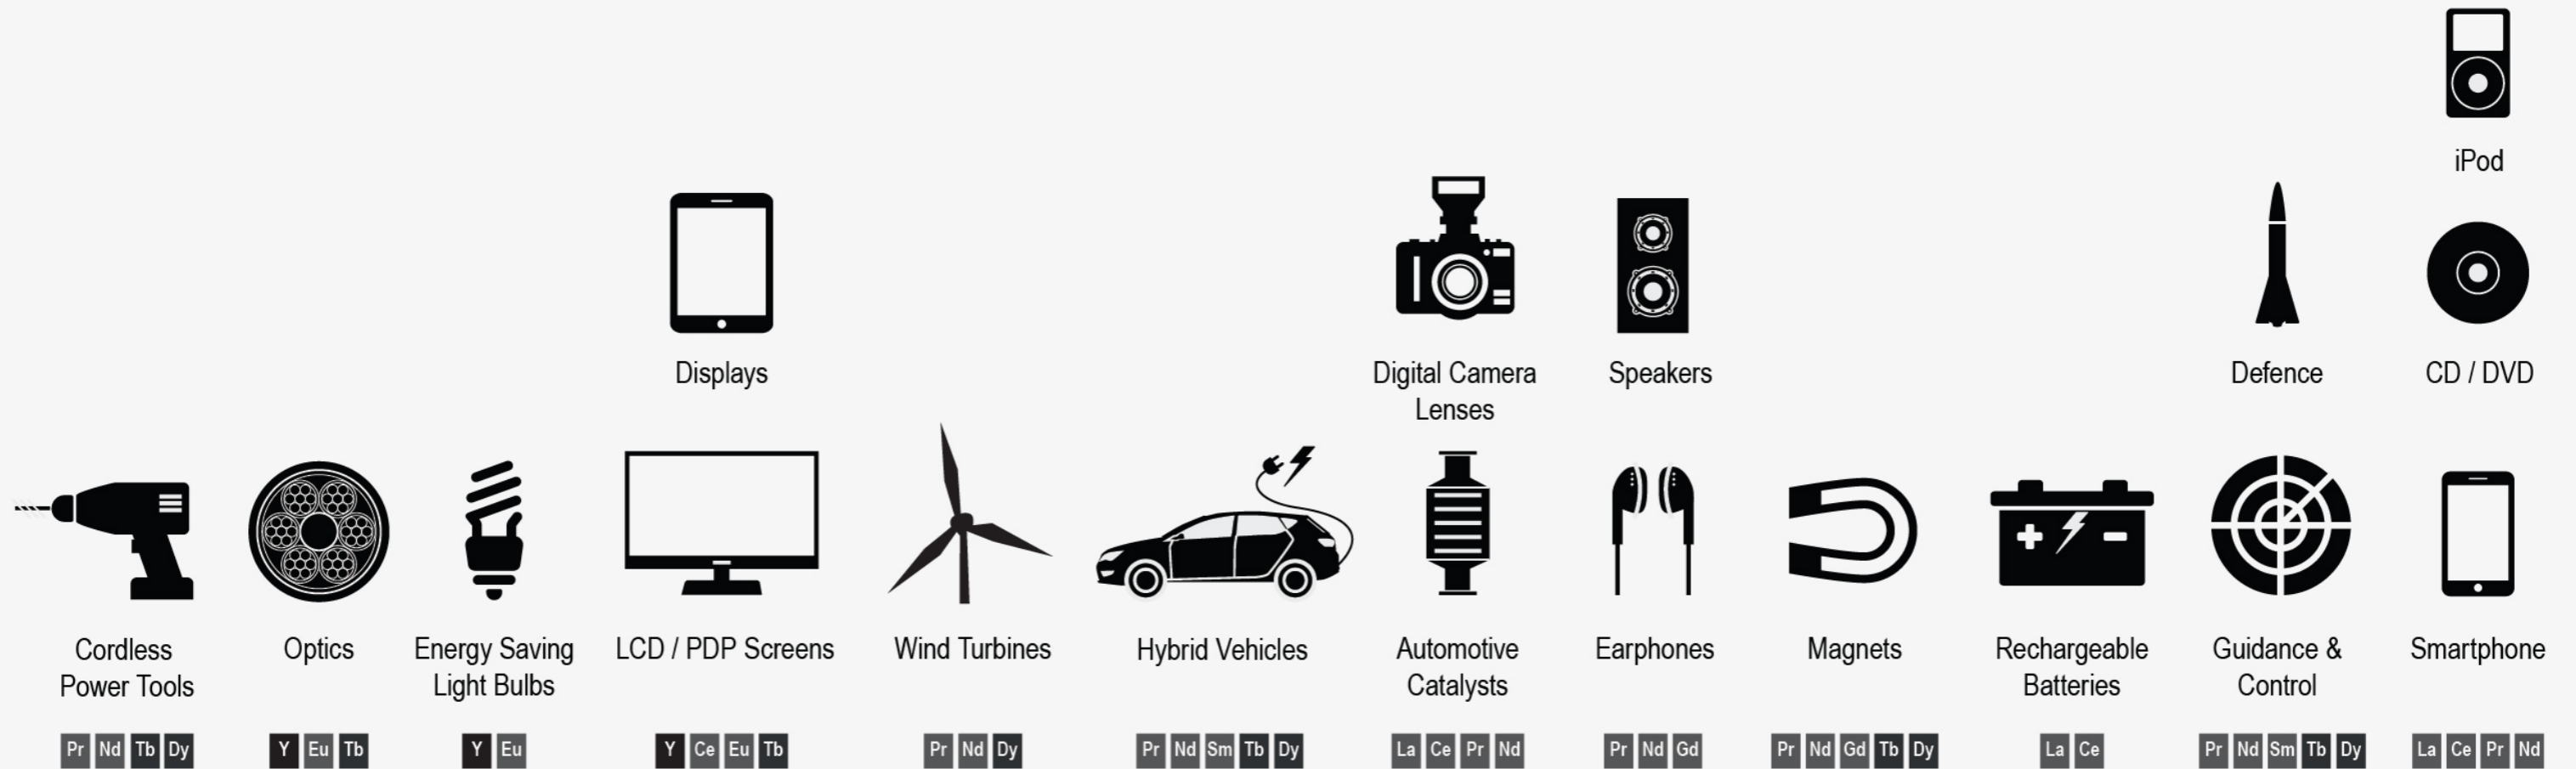 iPod
Displays
Digital Camera
Lenses
Speakers
Defence
CD / DVD
Cordless
Power Tools
Optics
Energy Saving
Light Bulbs
LCD / PDP Screens
Wind Turbines
Hybrid Vehicles
Automotive
Catalysts
Earphones
Magnets
Rechargeable
Batteries
Guidance &
Control
Smartphone
Pr Nd Tb Dy
Y Eu Tb
Y Eu
Y Ce Eu Tb
Pr Nd Dy
Pr Nd Sm Tb Dy
La Ce Pr Nd
Pr Nd Gd
Pr Nd Gd Tb Dy
La Ce
Pr Nd Sm Tb Dy
La Ce Pr Nd